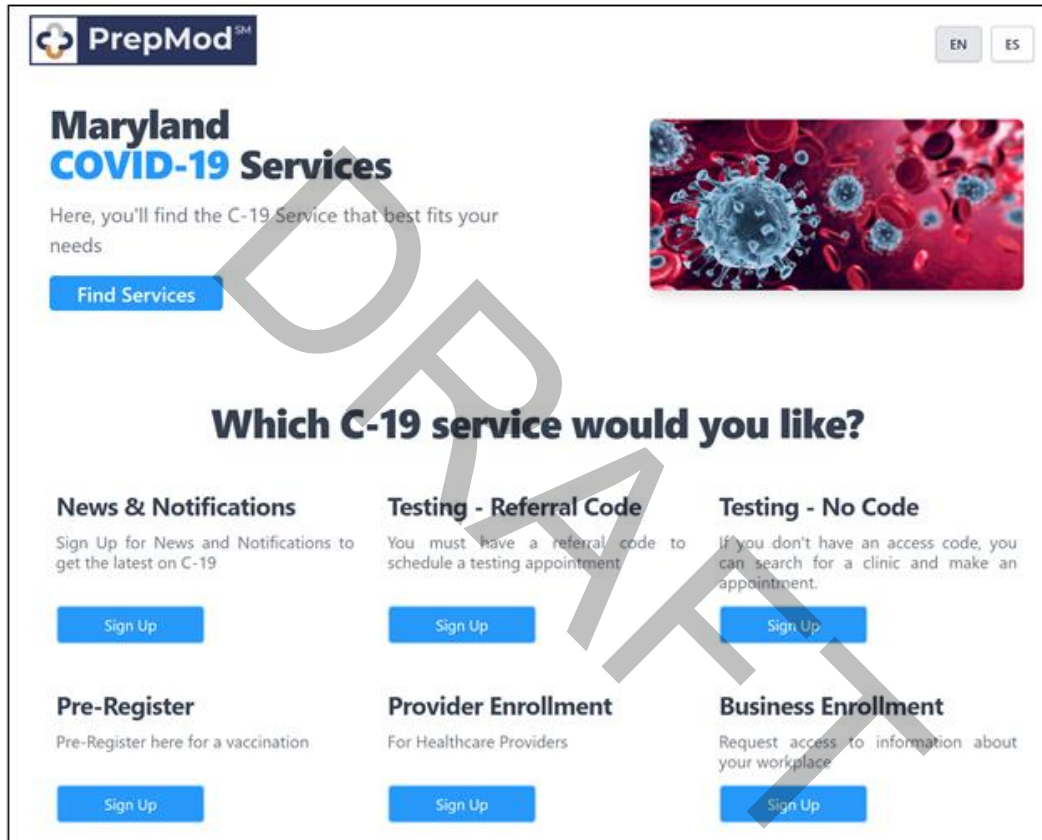 PrepMod℠
EN ES
Maryland
COVID-19 Services
Here, you'll find the C-19 Service that best fits your
needs
Find Services
Which C-19 service would you like?
News & Notifications
Sign Up for News and Notifications to
get the latest on C-19
Sign Up
Testing - Referral Code
You must have a referral code to
schedule a testing appointment
Sign Up
Testing - No Code
If you don't have an access code, you
can search for a clinic and make an
appointment.
Sign Up
Pre-Register
Pre-Register here for a vaccination
Sign Up
Provider Enrollment
For Healthcare Providers
Sign Up
Business Enrollment
Request access to information about
your workplace
Sign Up
DRAFT